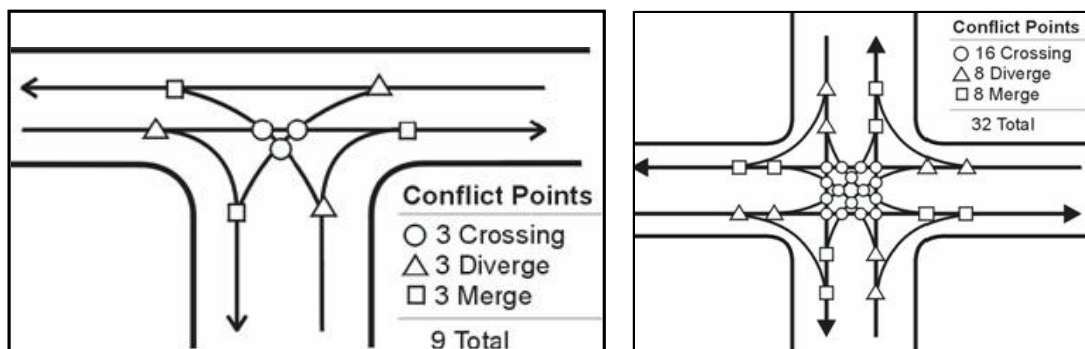 Conflict Points
3 Crossing
3 Diverge
3 Merge
9 Total
Conflict Points
16 Crossing
8 Diverge
8 Merge
32 Total